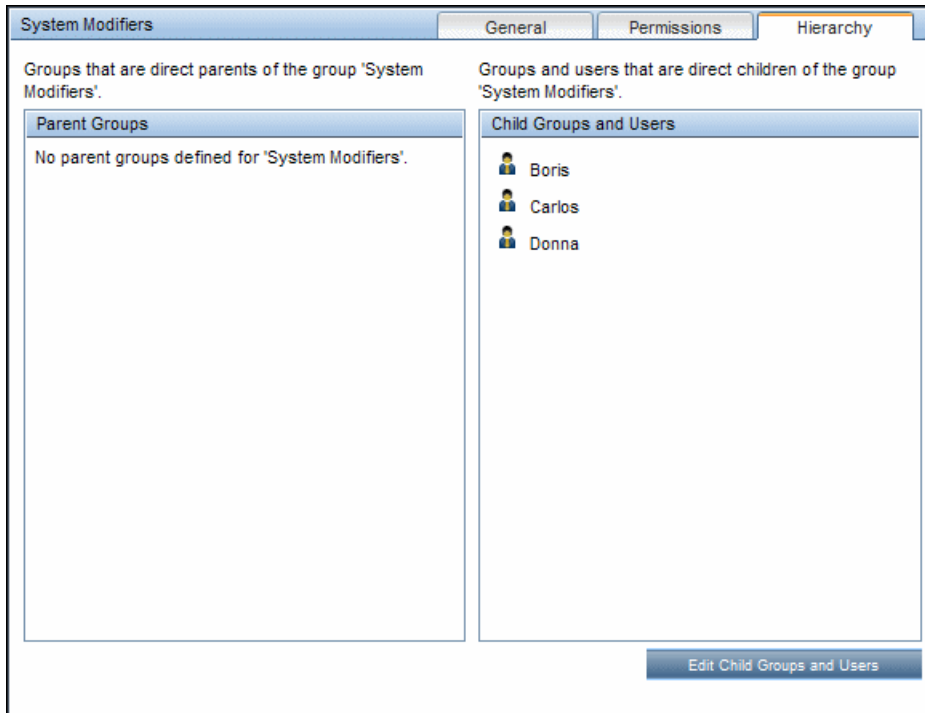 System Modifiers
General
Permissions
Hierarchy
Groups that are direct parents of the group 'System
Modifiers'.
Parent Groups
No parent groups defined for 'System Modifiers'.
Groups and users that are direct children of the group
'System Modifiers'.
Child Groups and Users
Boris
Carlos
Donna
Edit Child Groups and Users